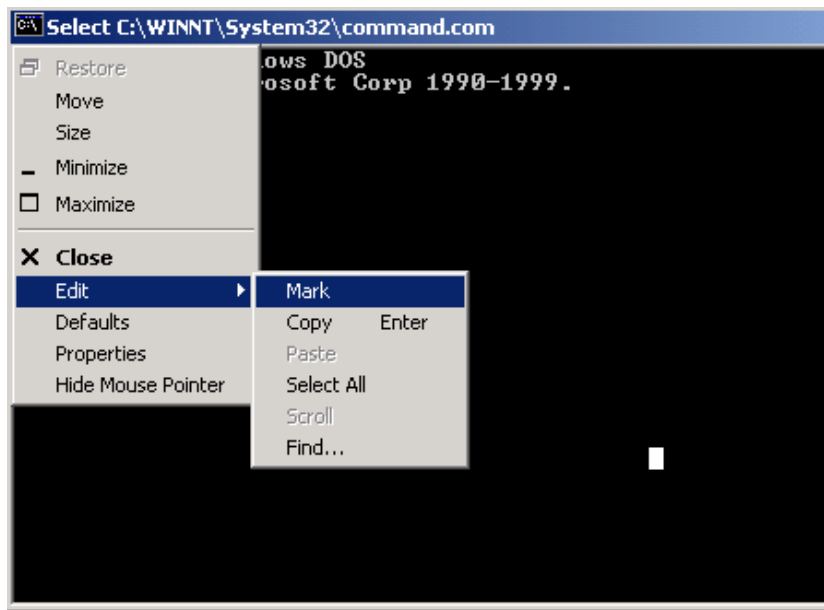 Select C:\WINNT\System32\command.com
ows DOS
osoft Corp 1990-1999.
Restore
Move
Size
Minimize
Maximize
Close
Edit
Defaults
Properties
Hide Mouse Pointer
Mark
Copy Enter
Paste
Select All
Scroll
Find...